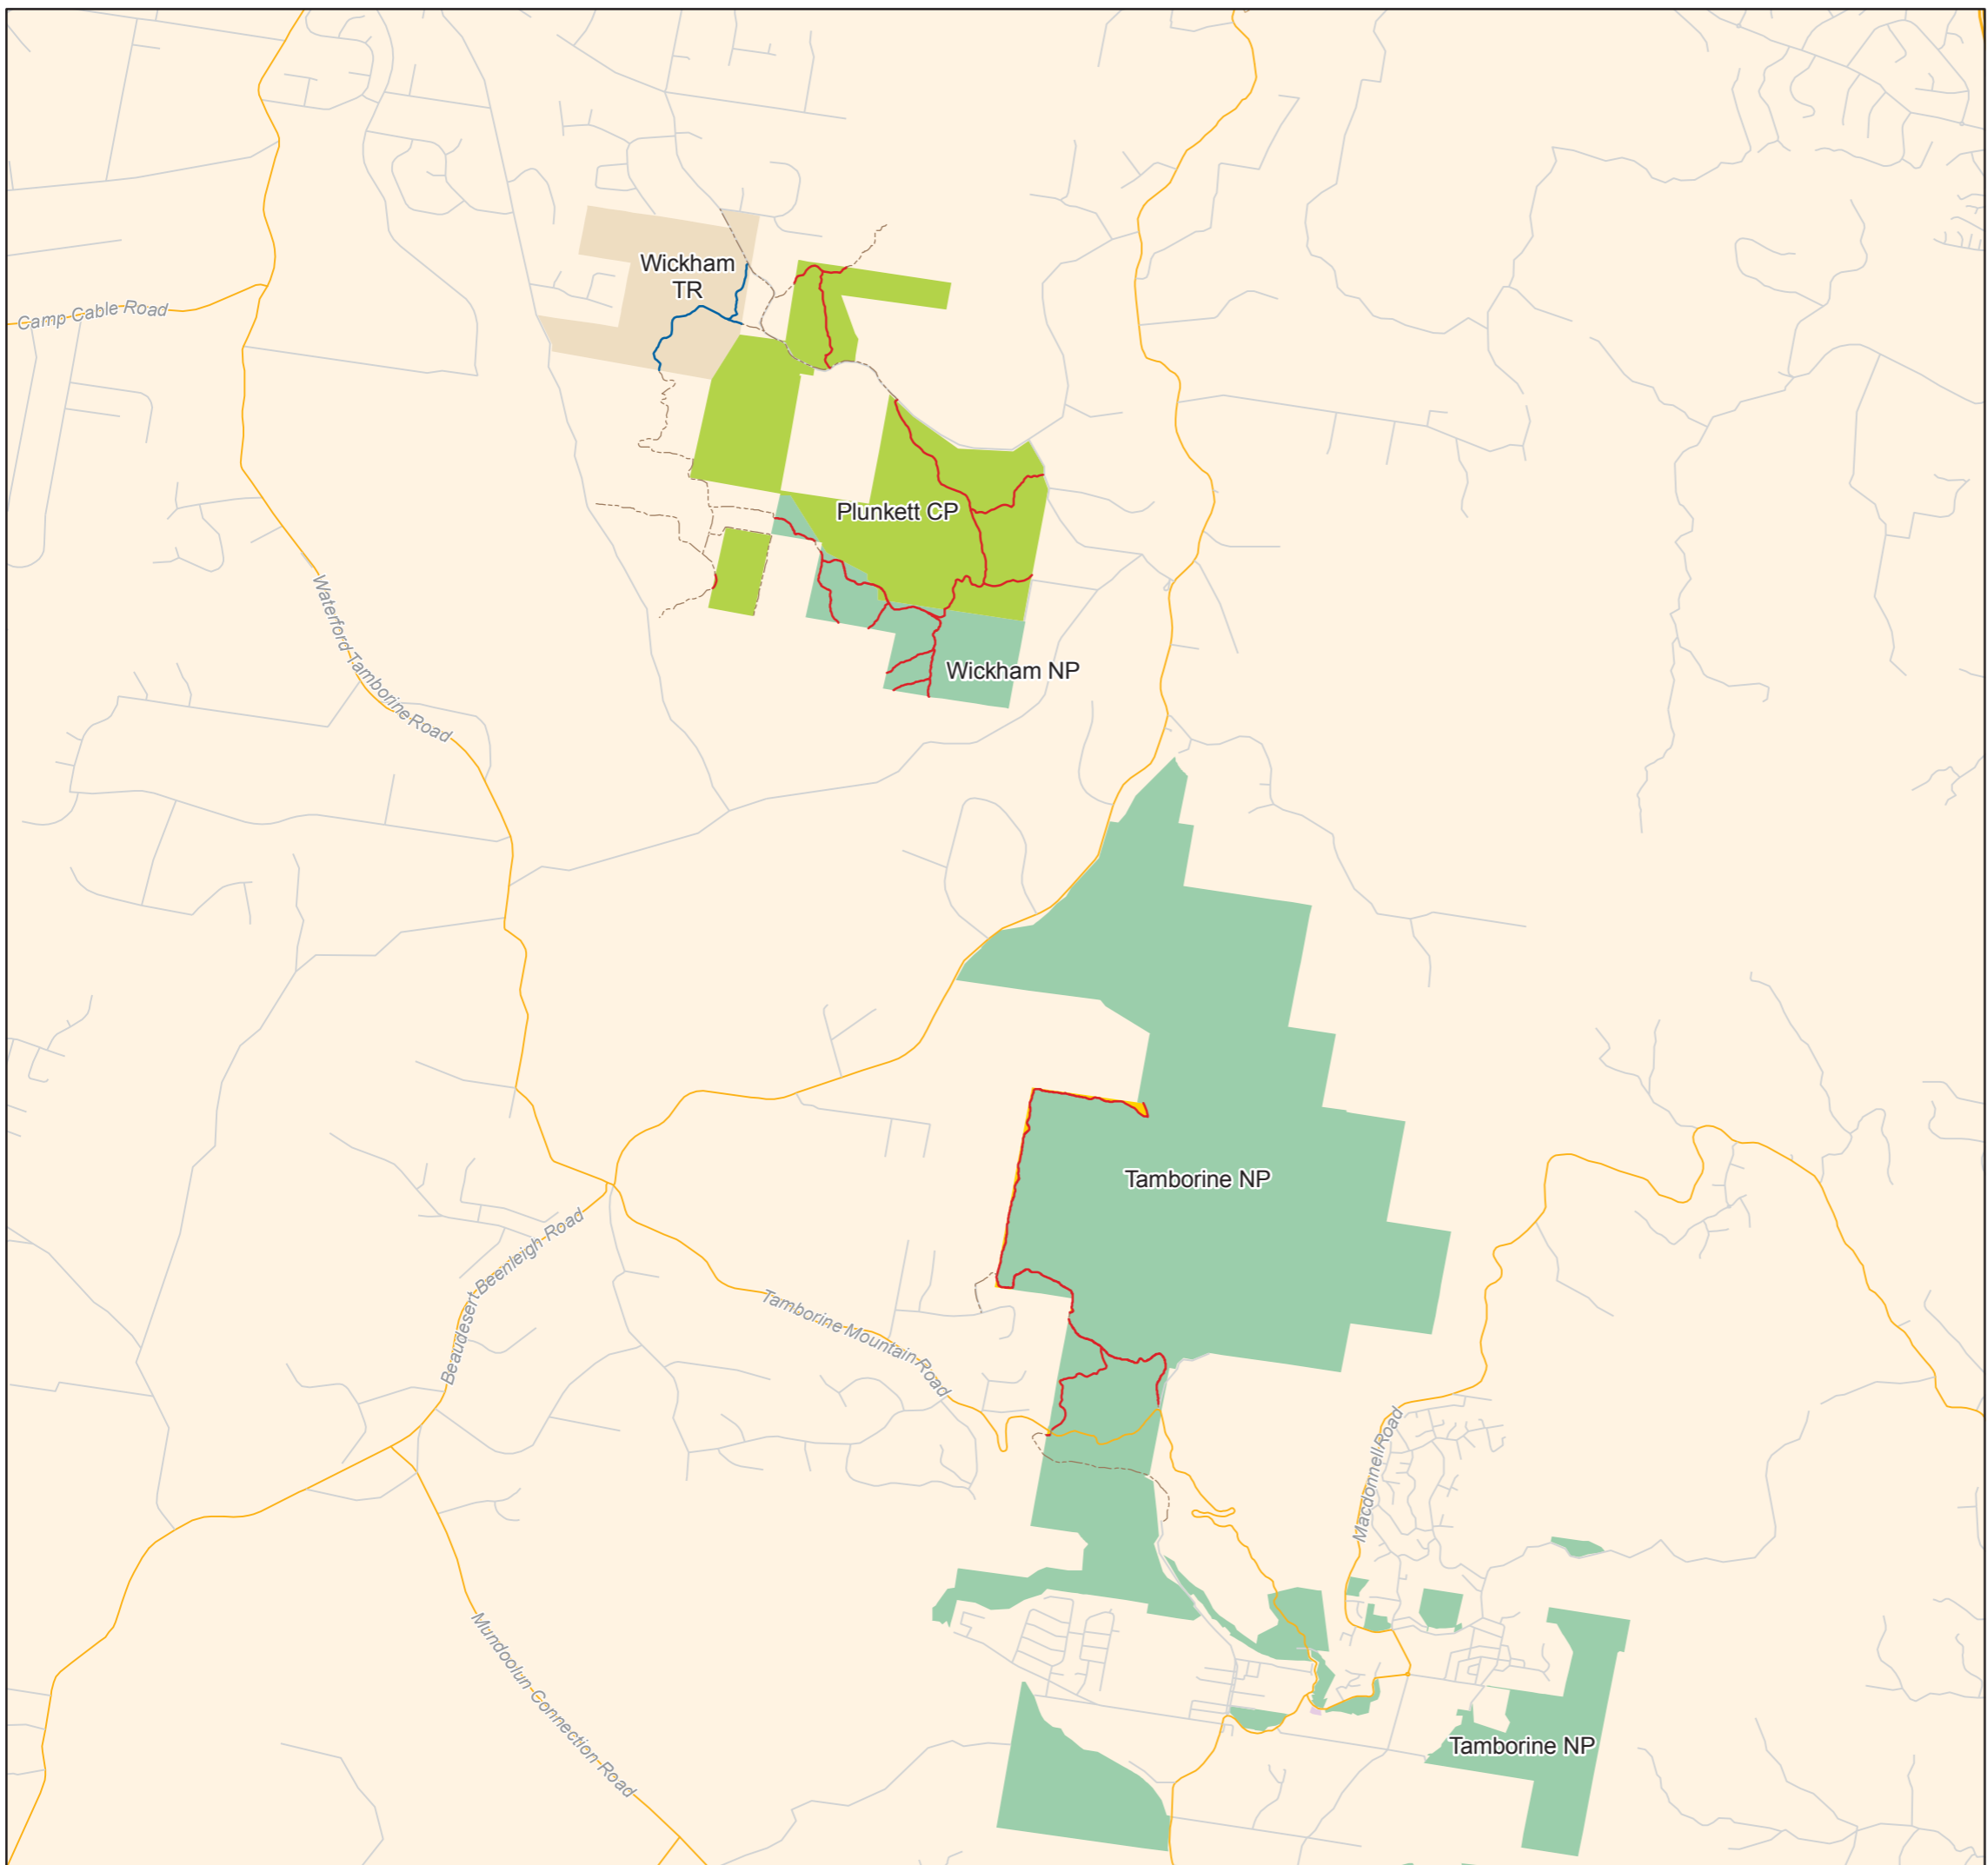 Wickham
TR
Camp Cable Road
Plunkett CP
Waterford Tamborine Road
Wickham NP
Tamborine NP
Beaudesert Beenleigh Road
Tamborine Mountain Road
Macdonnell Road
Mundoolun Connection Road
Tamborine NP